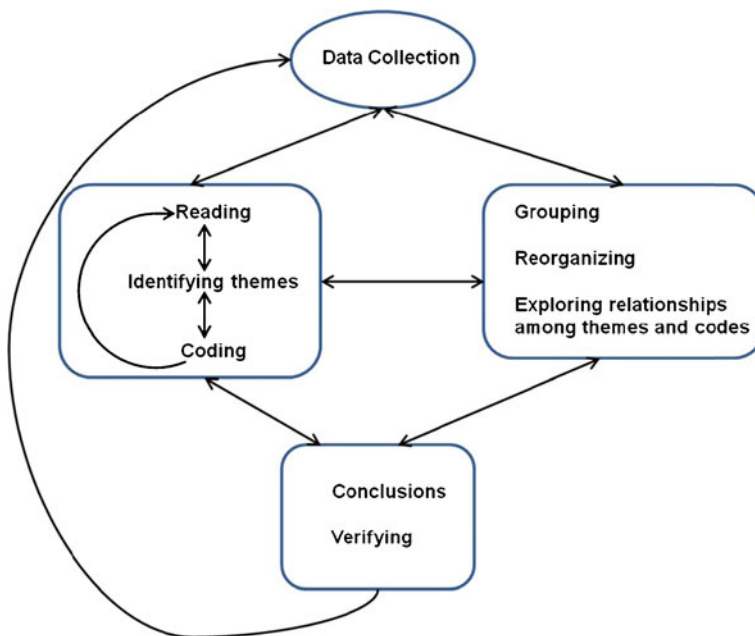 Data Collection
Reading
Identifying themes
Coding
Grouping
Reorganizing
Exploring relationships
among themes and codes
Conclusions
Verifying